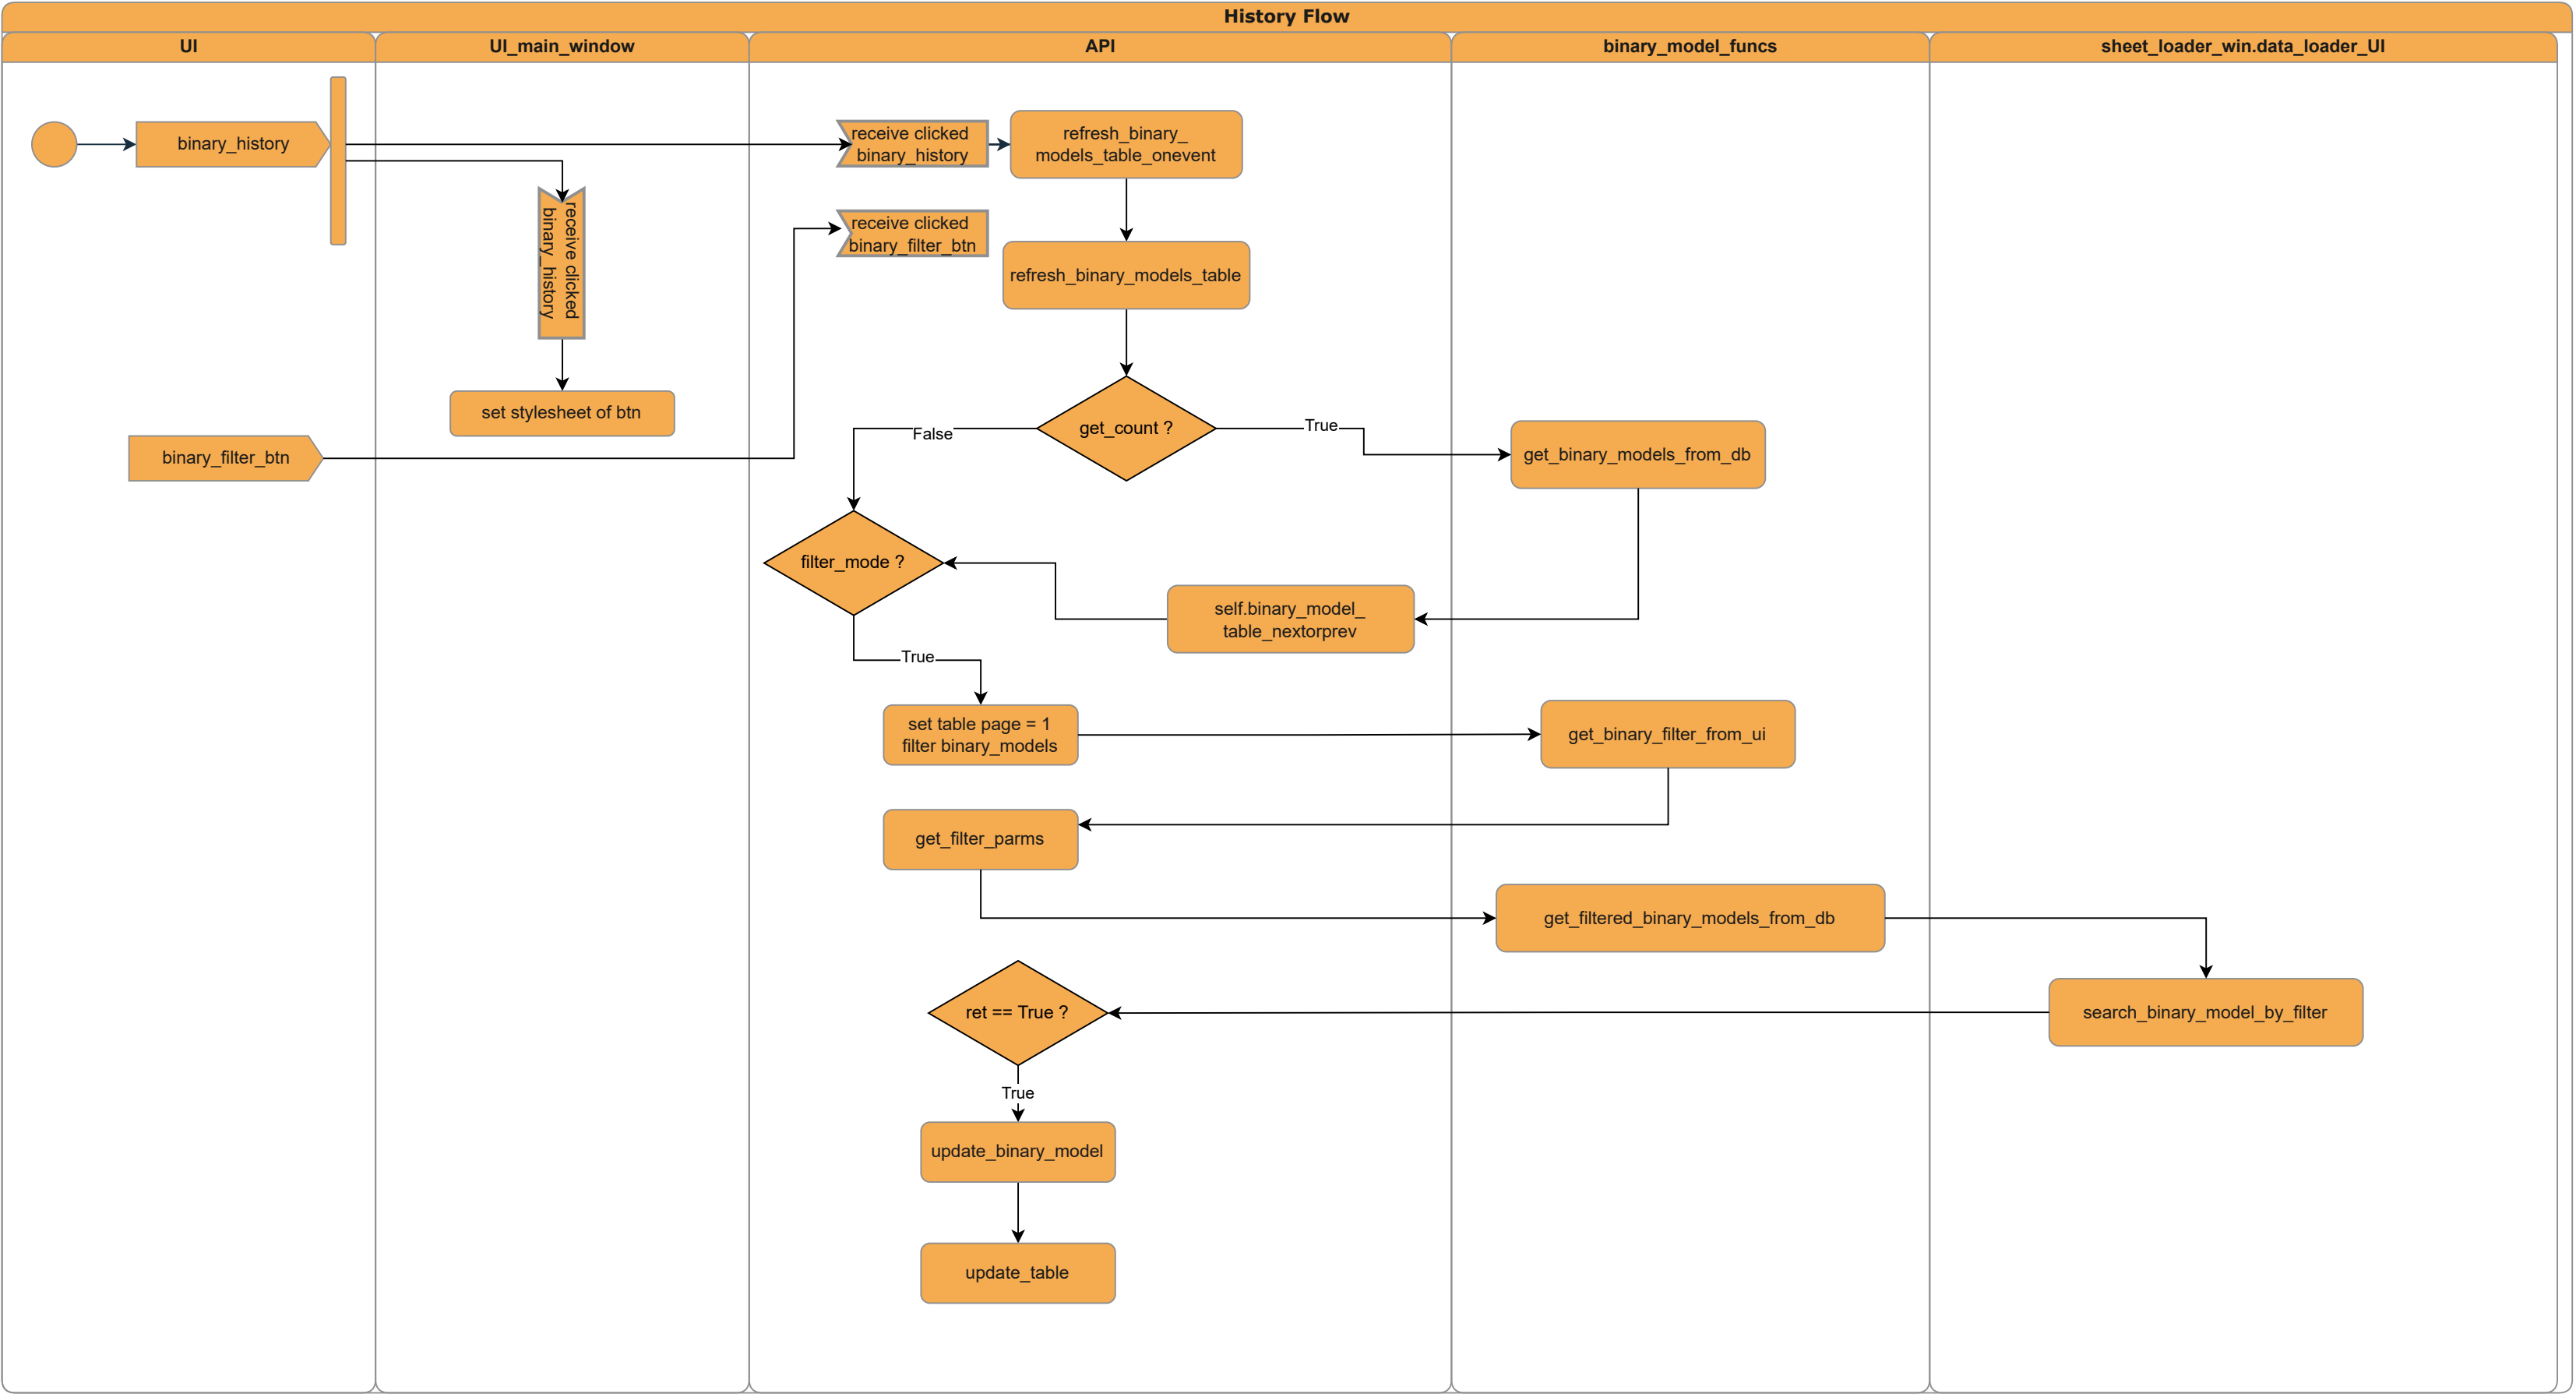 History Flow
UI
UI_main_window
API
binary_model_funcs
sheet_loader_win.data_loader_UI
binary_history
receive clicked
binary_history
refresh_binary_
models_table_onevent
receive clicked
binary_history
receive clicked
binary_filter_btn
refresh_binary_models_table
set stylesheet of btn
binary_filter_btn
get_count ?
False
True
get_binary_models_from_db
filter_mode ?
self.binary_model_
table_nextorprev
True
set table page = 1
filter binary_models
get_binary_filter_from_ui
get_filter_parms
get_filtered_binary_models_from_db
ret == True ?
search_binary_model_by_filter
True
update_binary_model
update_table